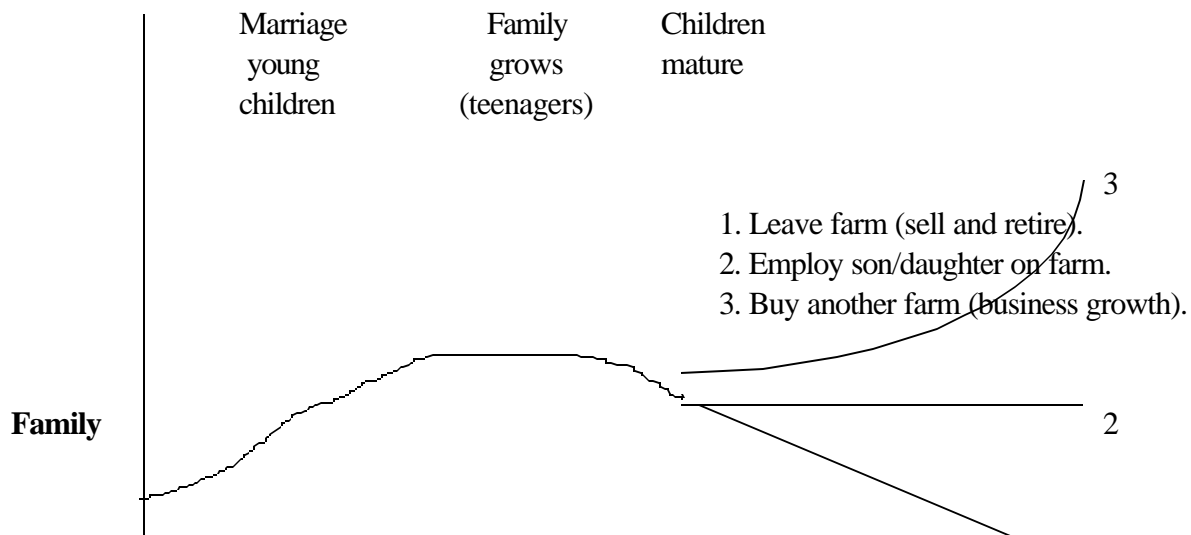 Marriage
young
children
Family
grows
(teenagers)
Children
mature
3
1. Leave farm (sell and retire).
2. Employ son/daughter on farm.
3. Buy another farm (business growth).
Family
2